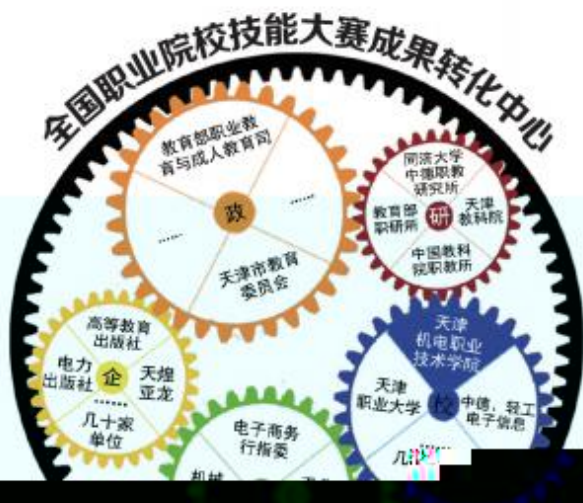 全国职业院校技能大赛成果转化中心
教育部职业教
育与成人教育司
政
......
......
天津市教育
委员会
同济大学
中德职教
研究所
教育部
职研所
研
天津
教科院
中国教科
院职教所
高等教育
出版社
电力
出版社
企
天煌
亚龙
......
几十家
单位
天津
机电职业
技术学院
天津
职业大学
校
中德、轻工
电子信息
......
电子商务
行指委
机械